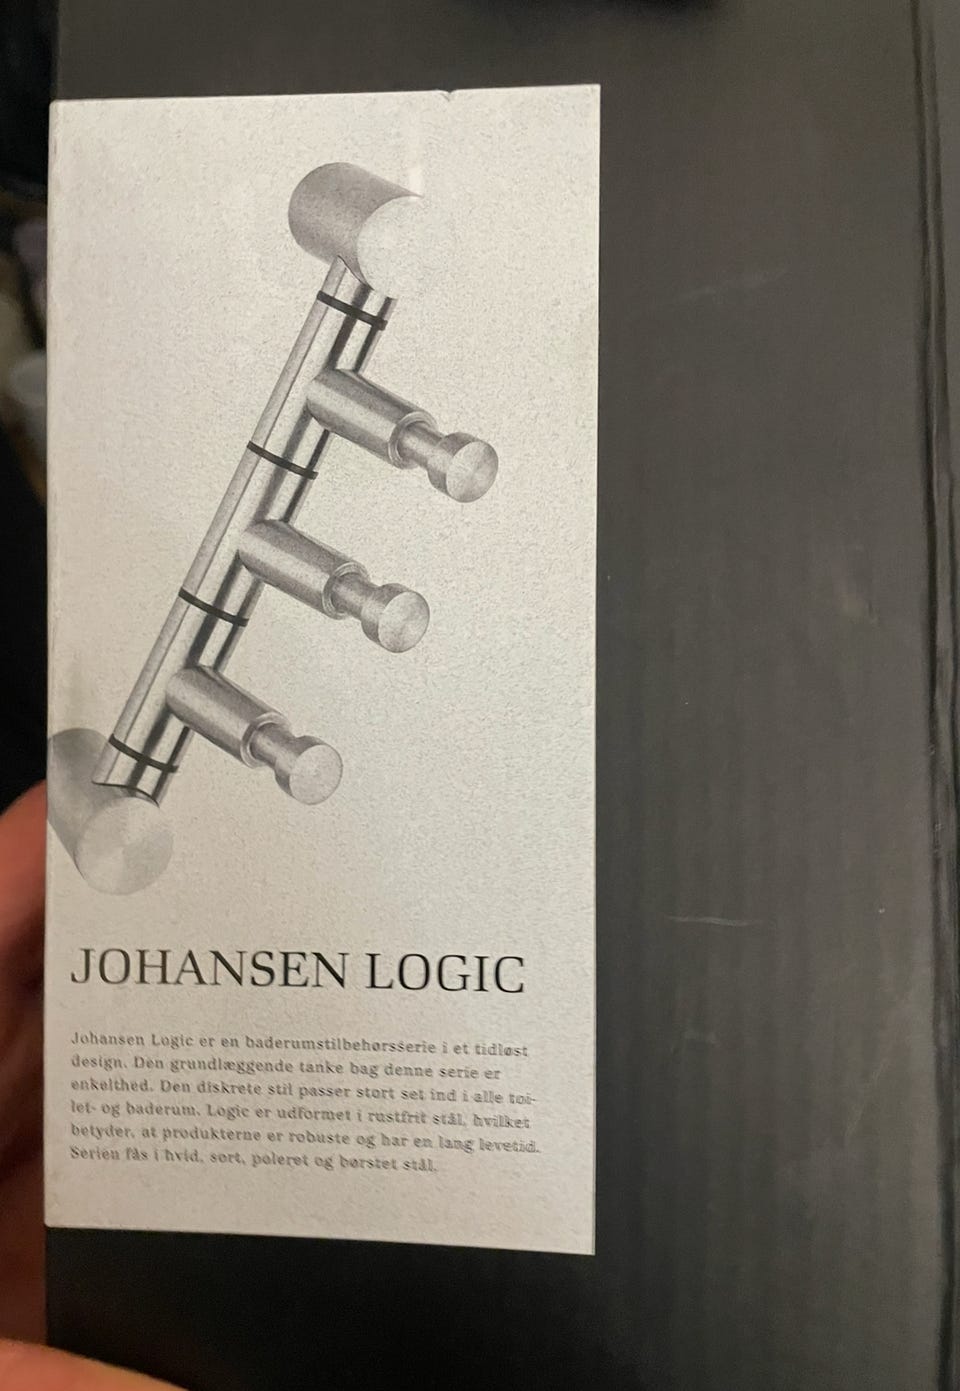 JOHANSEN LOGIC
Johansen Logic er en baderumstilbehørsserie i et tidløst
design. Den grundlæggende tanke bag denne serie er
enkelthed. Den diskrete stil passer stort set ind i alle toi-
let- og baderum. Logic er udformet i rustfrit stål, hvilket
betyder, at produkterne er robuste og har en lang levetid.
Serien fås i hvid, sort, poleret og børstet stål.